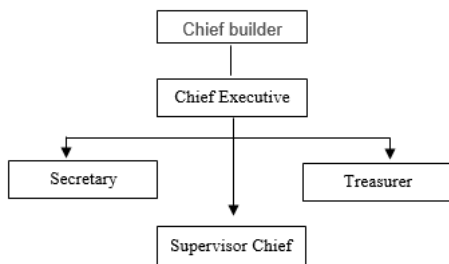 Chief builder
Chief Executive
Secretary
Treasurer
Supervisor Chief